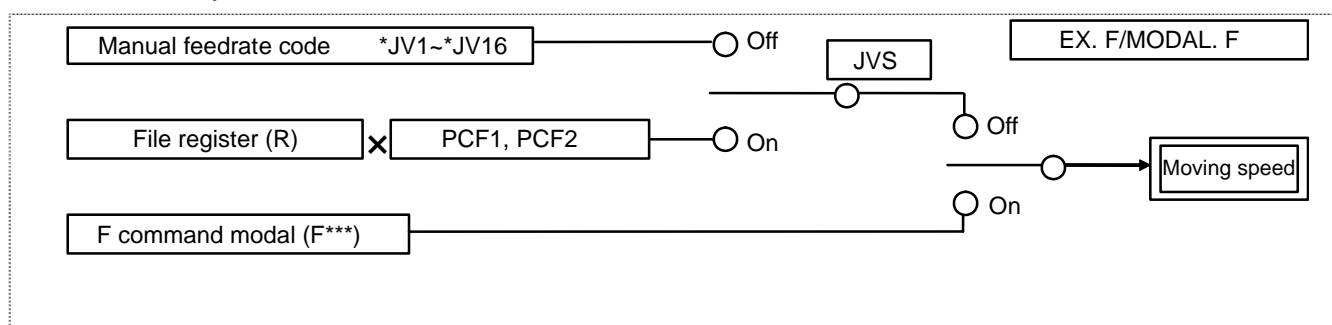 Manual feedrate code *JV1~*JV16
Off
JVS
EX. F/MODAL. F
File register (R)
×
PCF1, PCF2
On
Off
Moving speed
On
F command modal (F***)